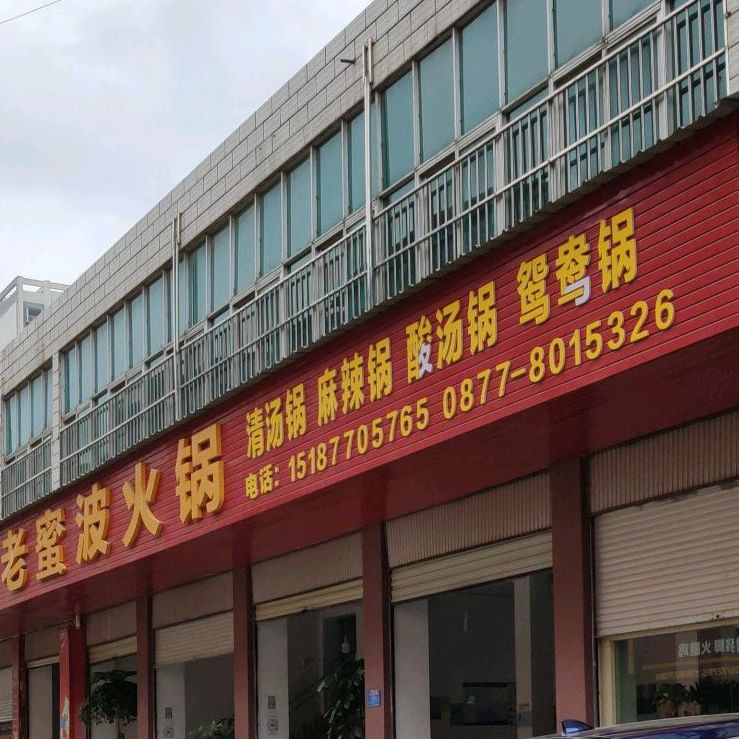 老蜜波火锅
清汤锅 麻辣锅 酸汤锅 鸳鸯锅
电话：15187705765 0877-8015326